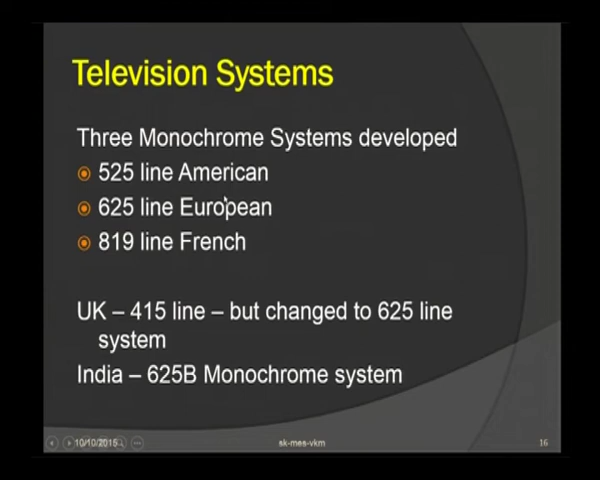 Television Systems
Three Monochrome Systems developed
525 line American
625 line European
819 line French
UK – 415 line – but changed to 625 line
system
India – 625B Monochrome system
10/10/2015
sk-mes-vkm
16